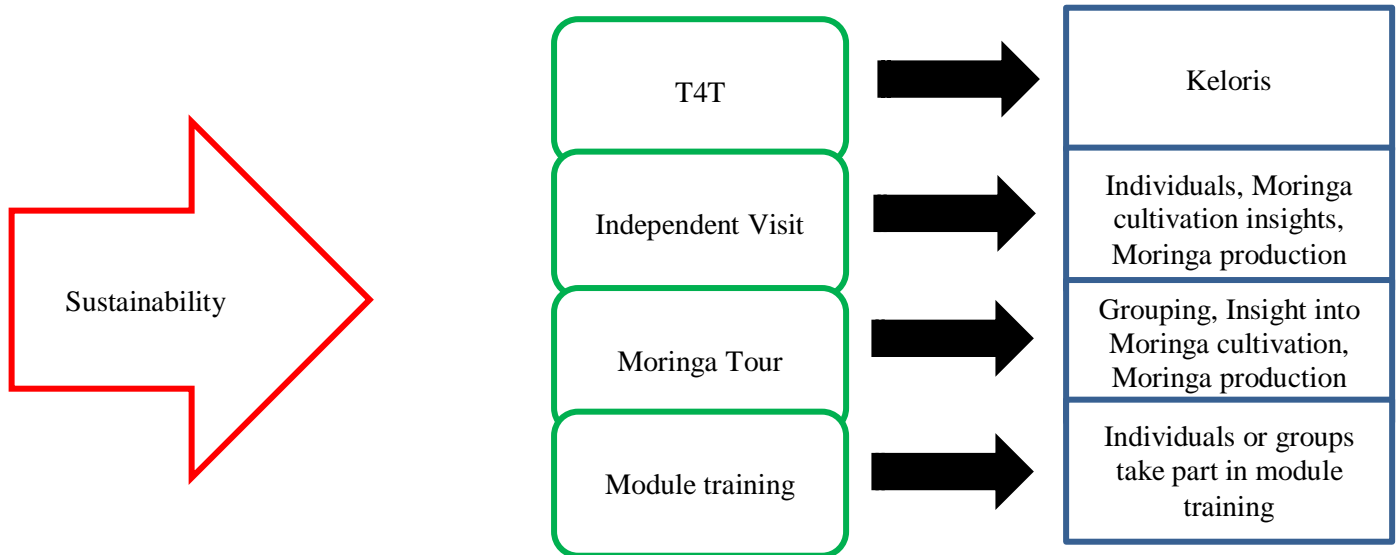 Sustainability
T4T
Keloris
Independent Visit
Individuals, Moringa
cultivation insights,
Moringa production
Moringa Tour
Grouping, Insight into
Moringa cultivation,
Moringa production
Module training
Individuals or groups
take part in module
training